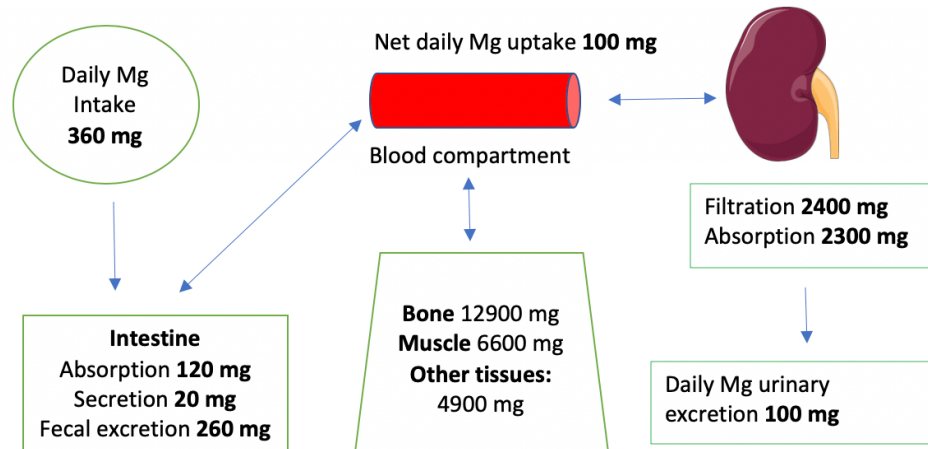 Daily Mg
Intake
360 mg
Net daily Mg uptake 100 mg
Blood compartment
Filtration 2400 mg
Absorption 2300 mg
Intestine
Absorption 120 mg
Secretion 20 mg
Fecal excretion 260 mg
Bone 12900 mg
Muscle 6600 mg
Other tissues:
4900 mg
Daily Mg urinary
excretion 100 mg